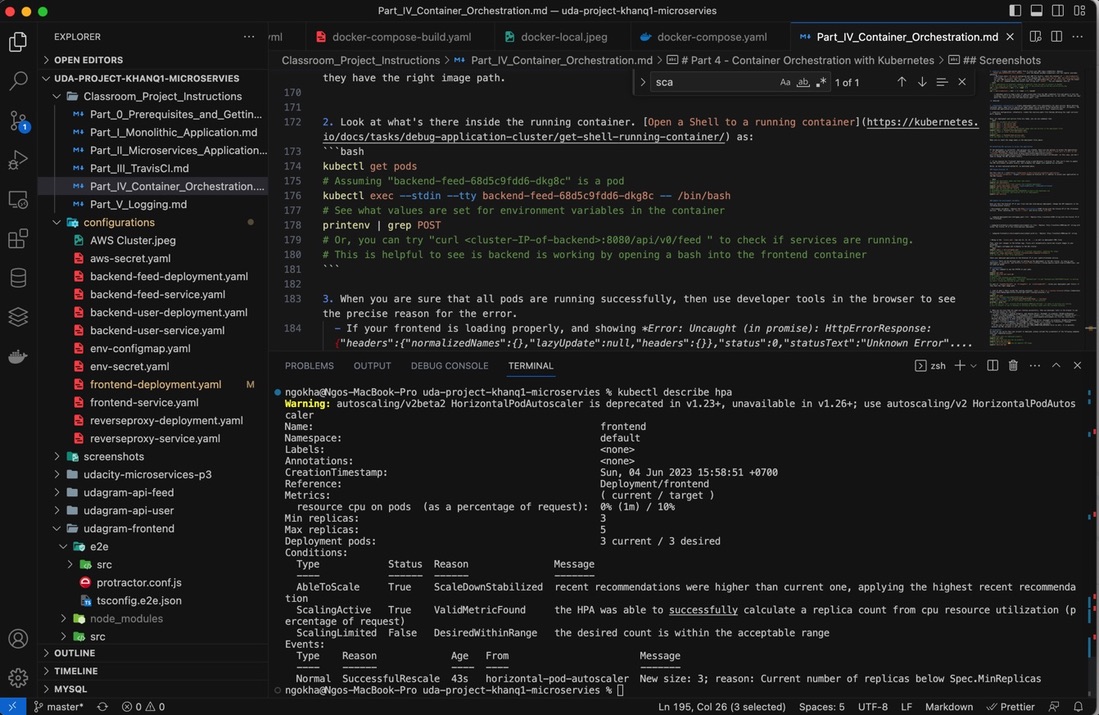 Part_IV_Container_Orchestration.md — uda-project-khanq1-microservies
EXPLORER
OPEN EDITORS
UDA-PROJECT-KHANQ1-MICROSERVIES
Classroom_Project_Instructions
Part_0_Prerequisites_and_Gettin...
Part_I_Monolithic_Application.md
Part_II_Microservices_Application...
Part_III_TravisCI.md
Part_IV_Container_Orchestration....
Part_V_Logging.md
configurations
AWS Cluster.jpeg
aws-secret.yaml
backend-feed-deployment.yaml
backend-feed-service.yaml
backend-user-deployment.yaml
backend-user-service.yaml
env-configmap.yaml
env-secret.yaml
frontend-deployment.yaml M
frontend-service.yaml
reverseproxy-deployment.yaml
reverseproxy-service.yaml
screenshots
udacity-microservices-p3
udagram-api-feed
udagram-api-user
udagram-frontend
e2e
src
protractor.conf.js
tsconfig.e2e.json
node_modules
src
OUTLINE
TIMELINE
MYSQL
yml docker-compose-build.yaml docker-local.jpeg docker-compose.yaml Part_IV_Container_Orchestration.md
Classroom_Project_Instructions > Part_IV_Container_Orchestration.md > # Part 4 - Container Orchestration with Kubernetes > ## Screenshots
sca Aa ab 1 of 1
they have the right image path.
170
171
172 2. Look at what's there inside the running container. [Open a Shell to a running container](https://kubernetes.
io/docs/tasks/debug-application-cluster/get-shell-running-container/) as:
173 ```bash
174 kubectl get pods
175 # Assuming "backend-feed-68d5c9fdd6-dkg8c" is a pod
176 kubectl exec --stdin --tty backend-feed-68d5c9fdd6-dkg8c -- /bin/bash
177 # See what values are set for environment variables in the container
178 printenv | grep POST
179 # Or, you can try "curl <cluster-IP-of-backend>:8080/api/v0/feed " to check if services are running.
180 # This is helpful to see is backend is working by opening a bash into the frontend container
181 ```
182
183 3. When you are sure that all pods are running successfully, then use developer tools in the browser to see
the precise reason for the error.
184 - If your frontend is loading properly, and showing *Error: Uncaught (in promise): HttpErrorResponse:
{"headers":{"normalizedNames":{},"lazyUpdate":null,"headers":{}},"status":0,"statusText":"Unknown Error"....
PROBLEMS OUTPUT DEBUG CONSOLE TERMINAL zsh
ngokha@Ngos-MacBook-Pro uda-project-khanq1-microservies % kubectl describe hpa
Warning: autoscaling/v2beta2 HorizontalPodAutoscaler is deprecated in v1.23+, unavailable in v1.26+; use autoscaling/v2 HorizontalPodAutos
caler
Name: frontend
Namespace: default
Labels: <none>
Annotations: <none>
CreationTimestamp: Sun, 04 Jun 2023 15:58:51 +0700
Reference: Deployment/frontend
Metrics: ( current / target )
resource cpu on pods (as a percentage of request): 0% (1m) / 10%
Min replicas: 3
Max replicas: 5
Deployment pods: 3 current / 3 desired
Conditions:
Type Status Reason Message
---- ------ ------ -------
AbleToScale True ScaleDownStabilized recent recommendations were higher than current one, applying the highest recent recommenda
tion
ScalingActive True ValidMetricFound the HPA was able to successfully calculate a replica count from cpu resource utilization (p
ercentage of request)
ScalingLimited False DesiredWithinRange the desired count is within the acceptable range
Events:
Type Reason Age From Message
---- ------ ---- ---- -------
Normal SuccessfulRescale 43s horizontal-pod-autoscaler New size: 3; reason: Current number of replicas below Spec.MinReplicas
ngokha@Ngos-MacBook-Pro uda-project-khanq1-microservies %
master* 0 0 Ln 195, Col 26 (3 selected) Spaces: 5 UTF-8 LF Markdown Prettier